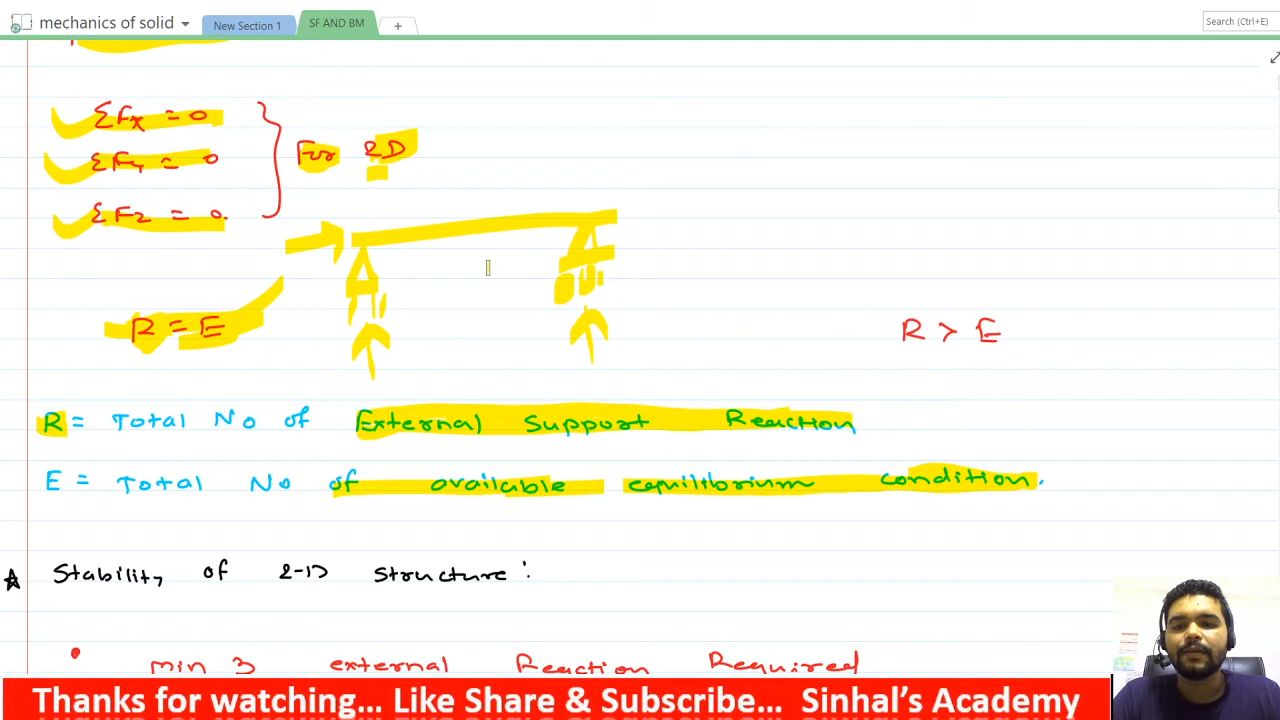 mechanics of solid
New Section 1
SF AND BM
+
Search (Ctrl+E)
ΣFx = 0
ΣFy = 0
ΣFz = 0.
For 2D
R = E
R > E
R = Total No of External Support Reaction
E = Total No of available equilibrium condition.
Stability of 2-D Structure :
min 3 external Reaction Required
Thanks for watching... Like Share & Subscribe... Sinhal's Academy